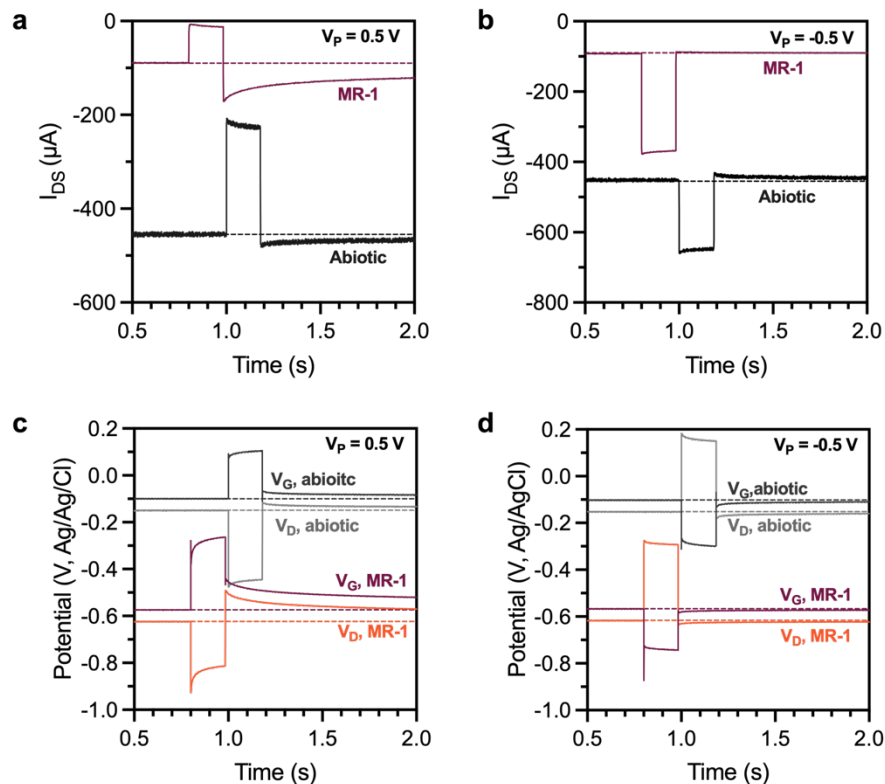 a
V_P = 0.5 V
0
-200
-400
-600
I_DS (µA)
MR-1
Abiotic
0.5 1.0 1.5 2.0
Time (s)
b
V_P = -0.5 V
0
-200
-400
-600
-800
I_DS (µA)
MR-1
Abiotic
0.5 1.0 1.5 2.0
Time (s)
c
V_P = 0.5 V
0.2
0.0
-0.2
-0.4
-0.6
-0.8
-1.0
Potential (V, Ag/Ag/Cl)
V_G, abioitc
V_D, abiotic
V_G, MR-1
V_D, MR-1
0.5 1.0 1.5 2.0
Time (s)
d
V_P = -0.5 V
0.2
0.0
-0.2
-0.4
-0.6
-0.8
-1.0
Potential (V, Ag/AgCl)
V_G,abiotic
V_D, abiotic
V_G, MR-1
V_D, MR-1
0.5 1.0 1.5 2.0
Time (s)